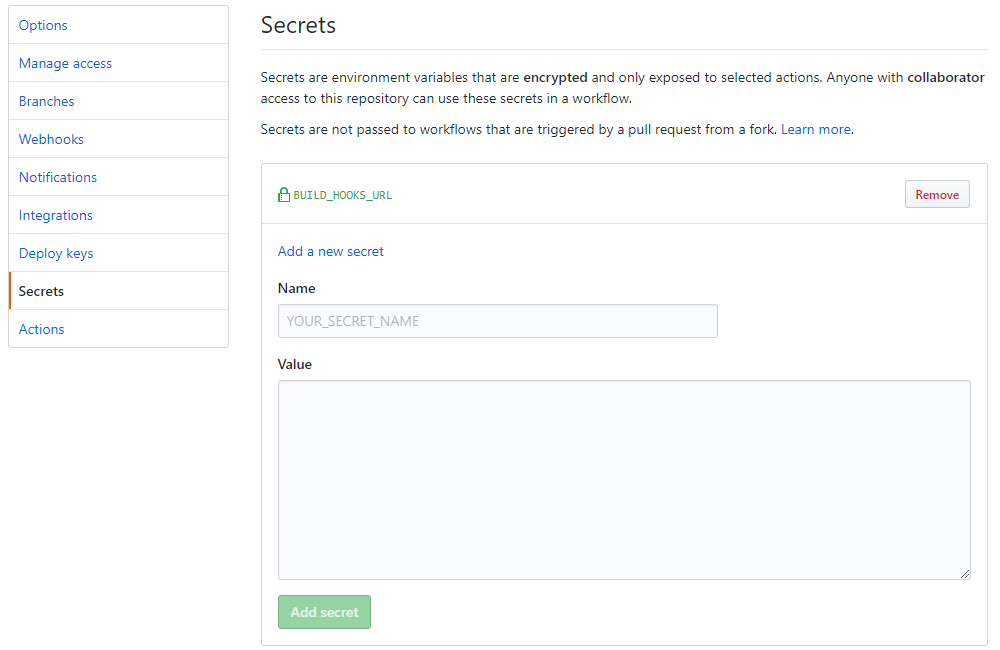 Options
Manage access
Branches
Webhooks
Notifications
Integrations
Deploy keys
Secrets
Actions
Secrets
Secrets are environment variables that are encrypted and only exposed to selected actions. Anyone with collaborator
access to this repository can use these secrets in a workflow.
Secrets are not passed to workflows that are triggered by a pull request from a fork. Learn more.
BUILD_HOOKS_URL
Remove
Add a new secret
Name
YOUR_SECRET_NAME
Value
Add secret